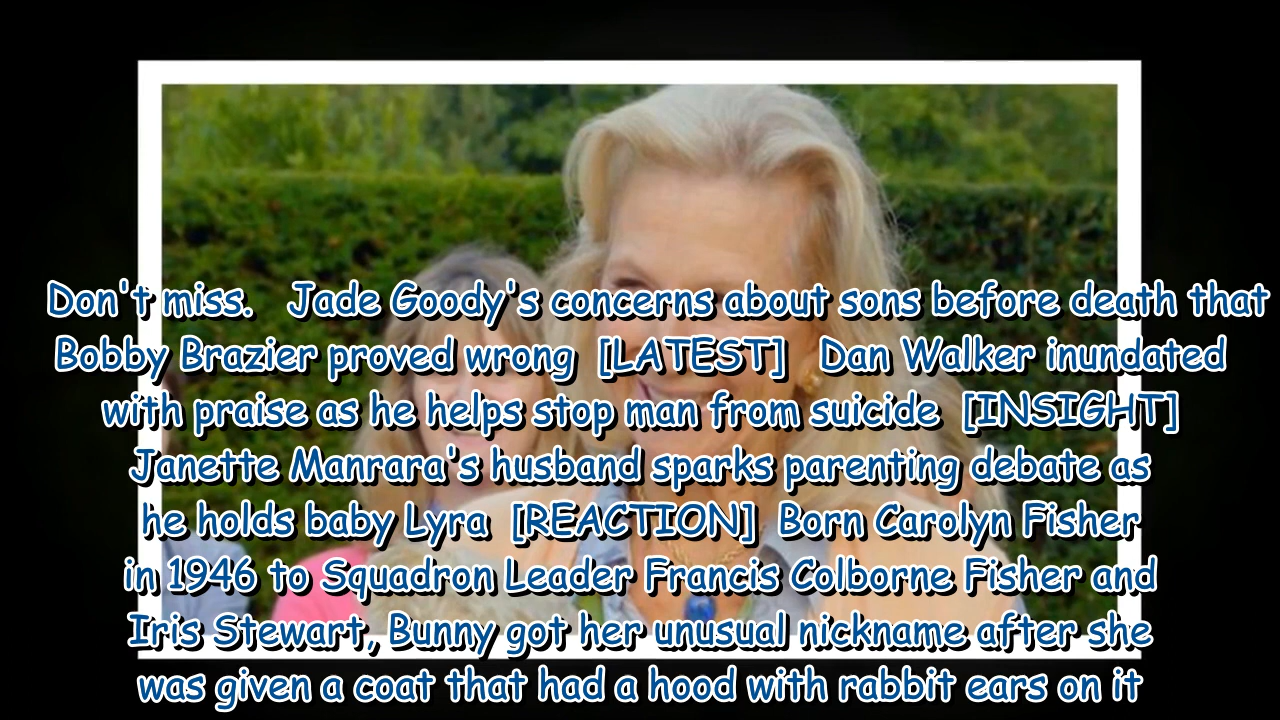 Don't miss. Jade Goody's concerns about sons before death that
Bobby Brazier proved wrong [LATEST] Dan Walker inundated
with praise as he helps stop man from suicide [INSIGHT]
Janette Manrara's husband sparks parenting debate as
he holds baby Lyra [REACTION] Born Carolyn Fisher
in 1946 to Squadron Leader Francis Colborne Fisher and
Iris Stewart, Bunny got her unusual nickname after she
was given a coat that had a hood with rabbit ears on it